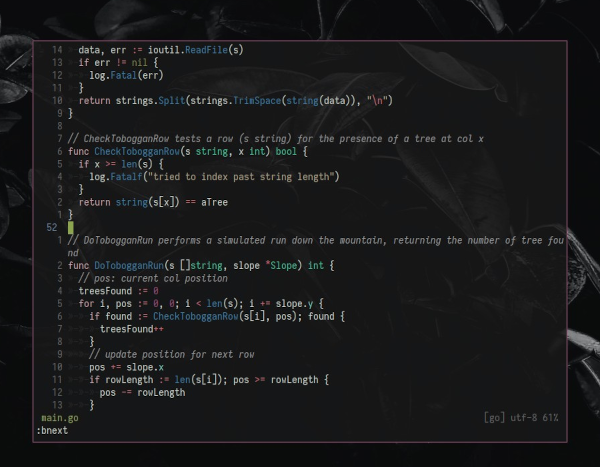 14 data, err := ioutil.ReadFile(s)
13 if err != nil {
12 log.Fatal(err)
11 }
10 return strings.Split(strings.TrimSpace(string(data)), "\n")
9 }
8
7 // CheckTobogganRow tests a row (s string) for the presence of a tree at col x
6 func CheckTobogganRow(s string, x int) bool {
5 if x >= len(s) {
4 log.Fatalf("tried to index past string length")
3 }
2 return string(s[x]) == aTree
1 }
52
1 // DoTobogganRun performs a simulated run down the mountain, returning the number of tree fou
nd
2 func DoTobogganRun(s []string, slope *Slope) int {
3 // pos: current col position
4 treesFound := 0
5 for i, pos := 0, 0; i < len(s); i += slope.y {
6 if found := CheckTobogganRow(s[i], pos); found {
7 treesFound++
8 }
9 // update position for next row
10 pos += slope.x
11 if rowLength := len(s[i]); pos >= rowLength {
12 pos -= rowLength
13 }
main.go [go] utf-8 61%
:bnext